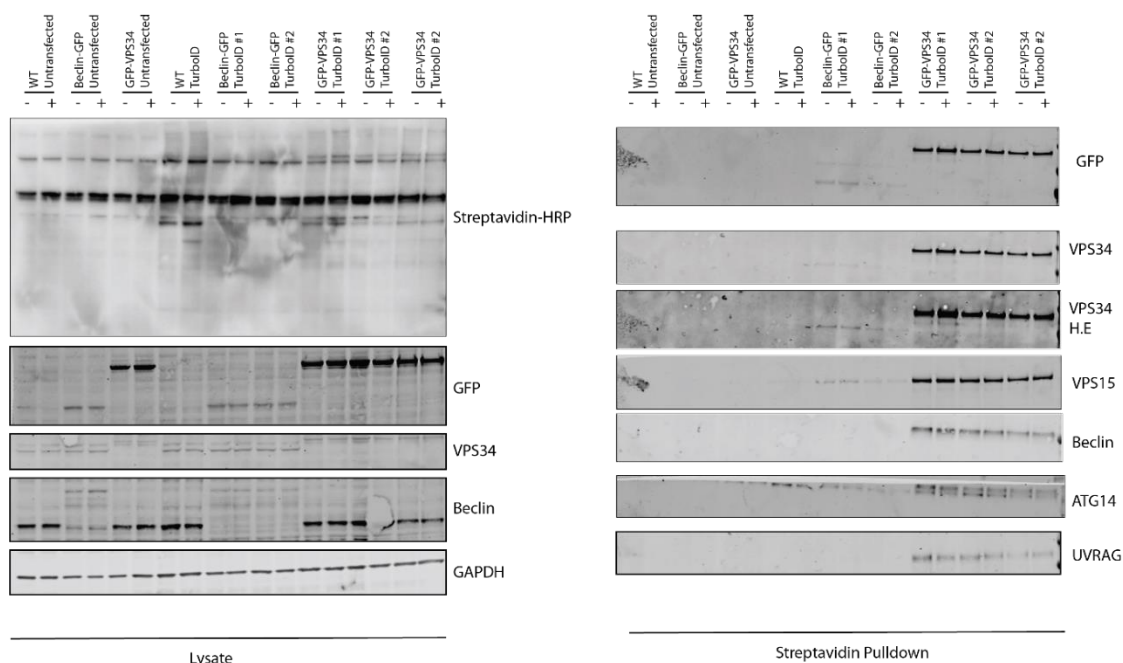 WT
Untransfected
Beclin-GFP
Untransfected
GFP-VPS34
Untransfected
WT
TurboID
Beclin-GFP
TurboID #1
Beclin-GFP
TurboID #2
GFP-VPS34
TurboID #1
GFP-VPS34
TurboID #2
GFP-VPS34
TurboID #2
- + - + - + - + - + - + - + - + - +
Streptavidin-HRP
GFP
VPS34
Beclin
GAPDH
Lysate
WT
Untransfected
Beclin-GFP
Untransfected
GFP-VPS34
Untransfected
WT
TurboID
Beclin-GFP
TurboID #1
Beclin-GFP
TurboID #2
GFP-VPS34
TurboID #1
GFP-VPS34
TurboID #2
GFP-VPS34
TurboID #2
- + - + - + - + - + - + - + - + - +
GFP
VPS34
VPS34
H.E
VPS15
Beclin
ATG14
UVRAG
Streptavidin Pulldown